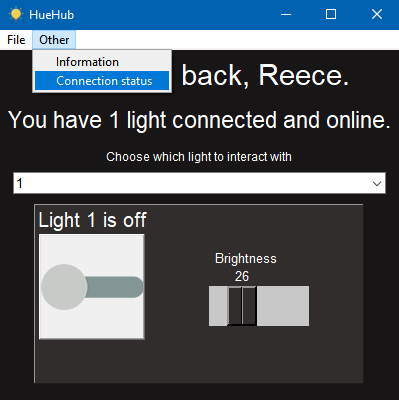 HueHub
File Other
Information
Connection status
back, Reece.
You have 1 light connected and online.
Choose which light to interact with
1
Light 1 is off
Brightness
26